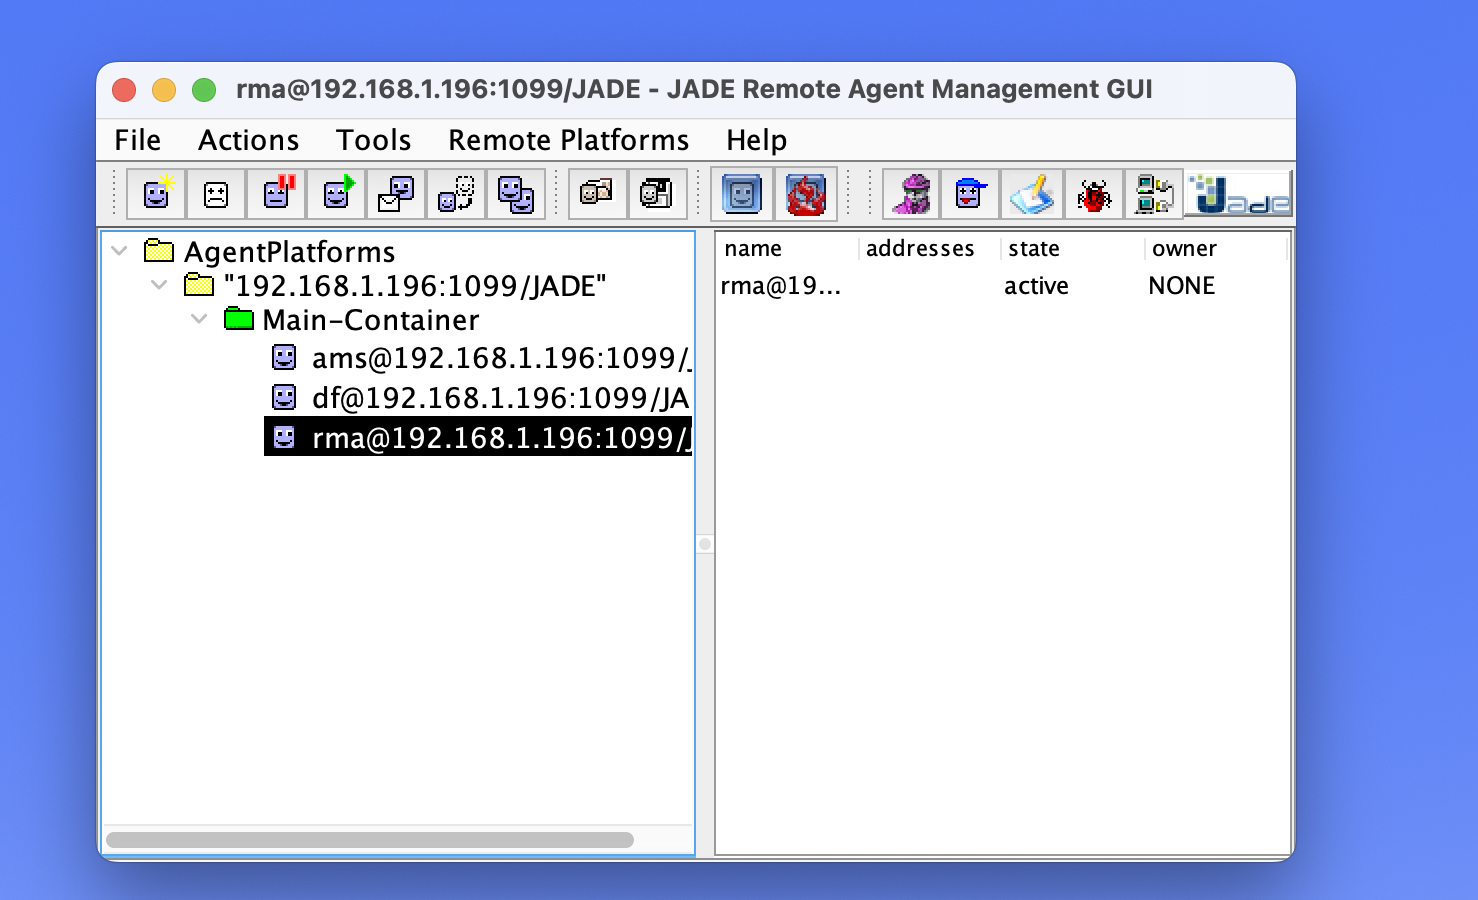 rma@192.168.1.196:1099/JADE - JADE Remote Agent Management GUI
File Actions Tools Remote Platforms Help
Jade
AgentPlatforms
"192.168.1.196:1099/JADE"
Main-Container
ams@192.168.1.196:1099/J
df@192.168.1.196:1099/JA
rma@192.168.1.196:1099/J
name addresses state owner
rma@19... active NONE